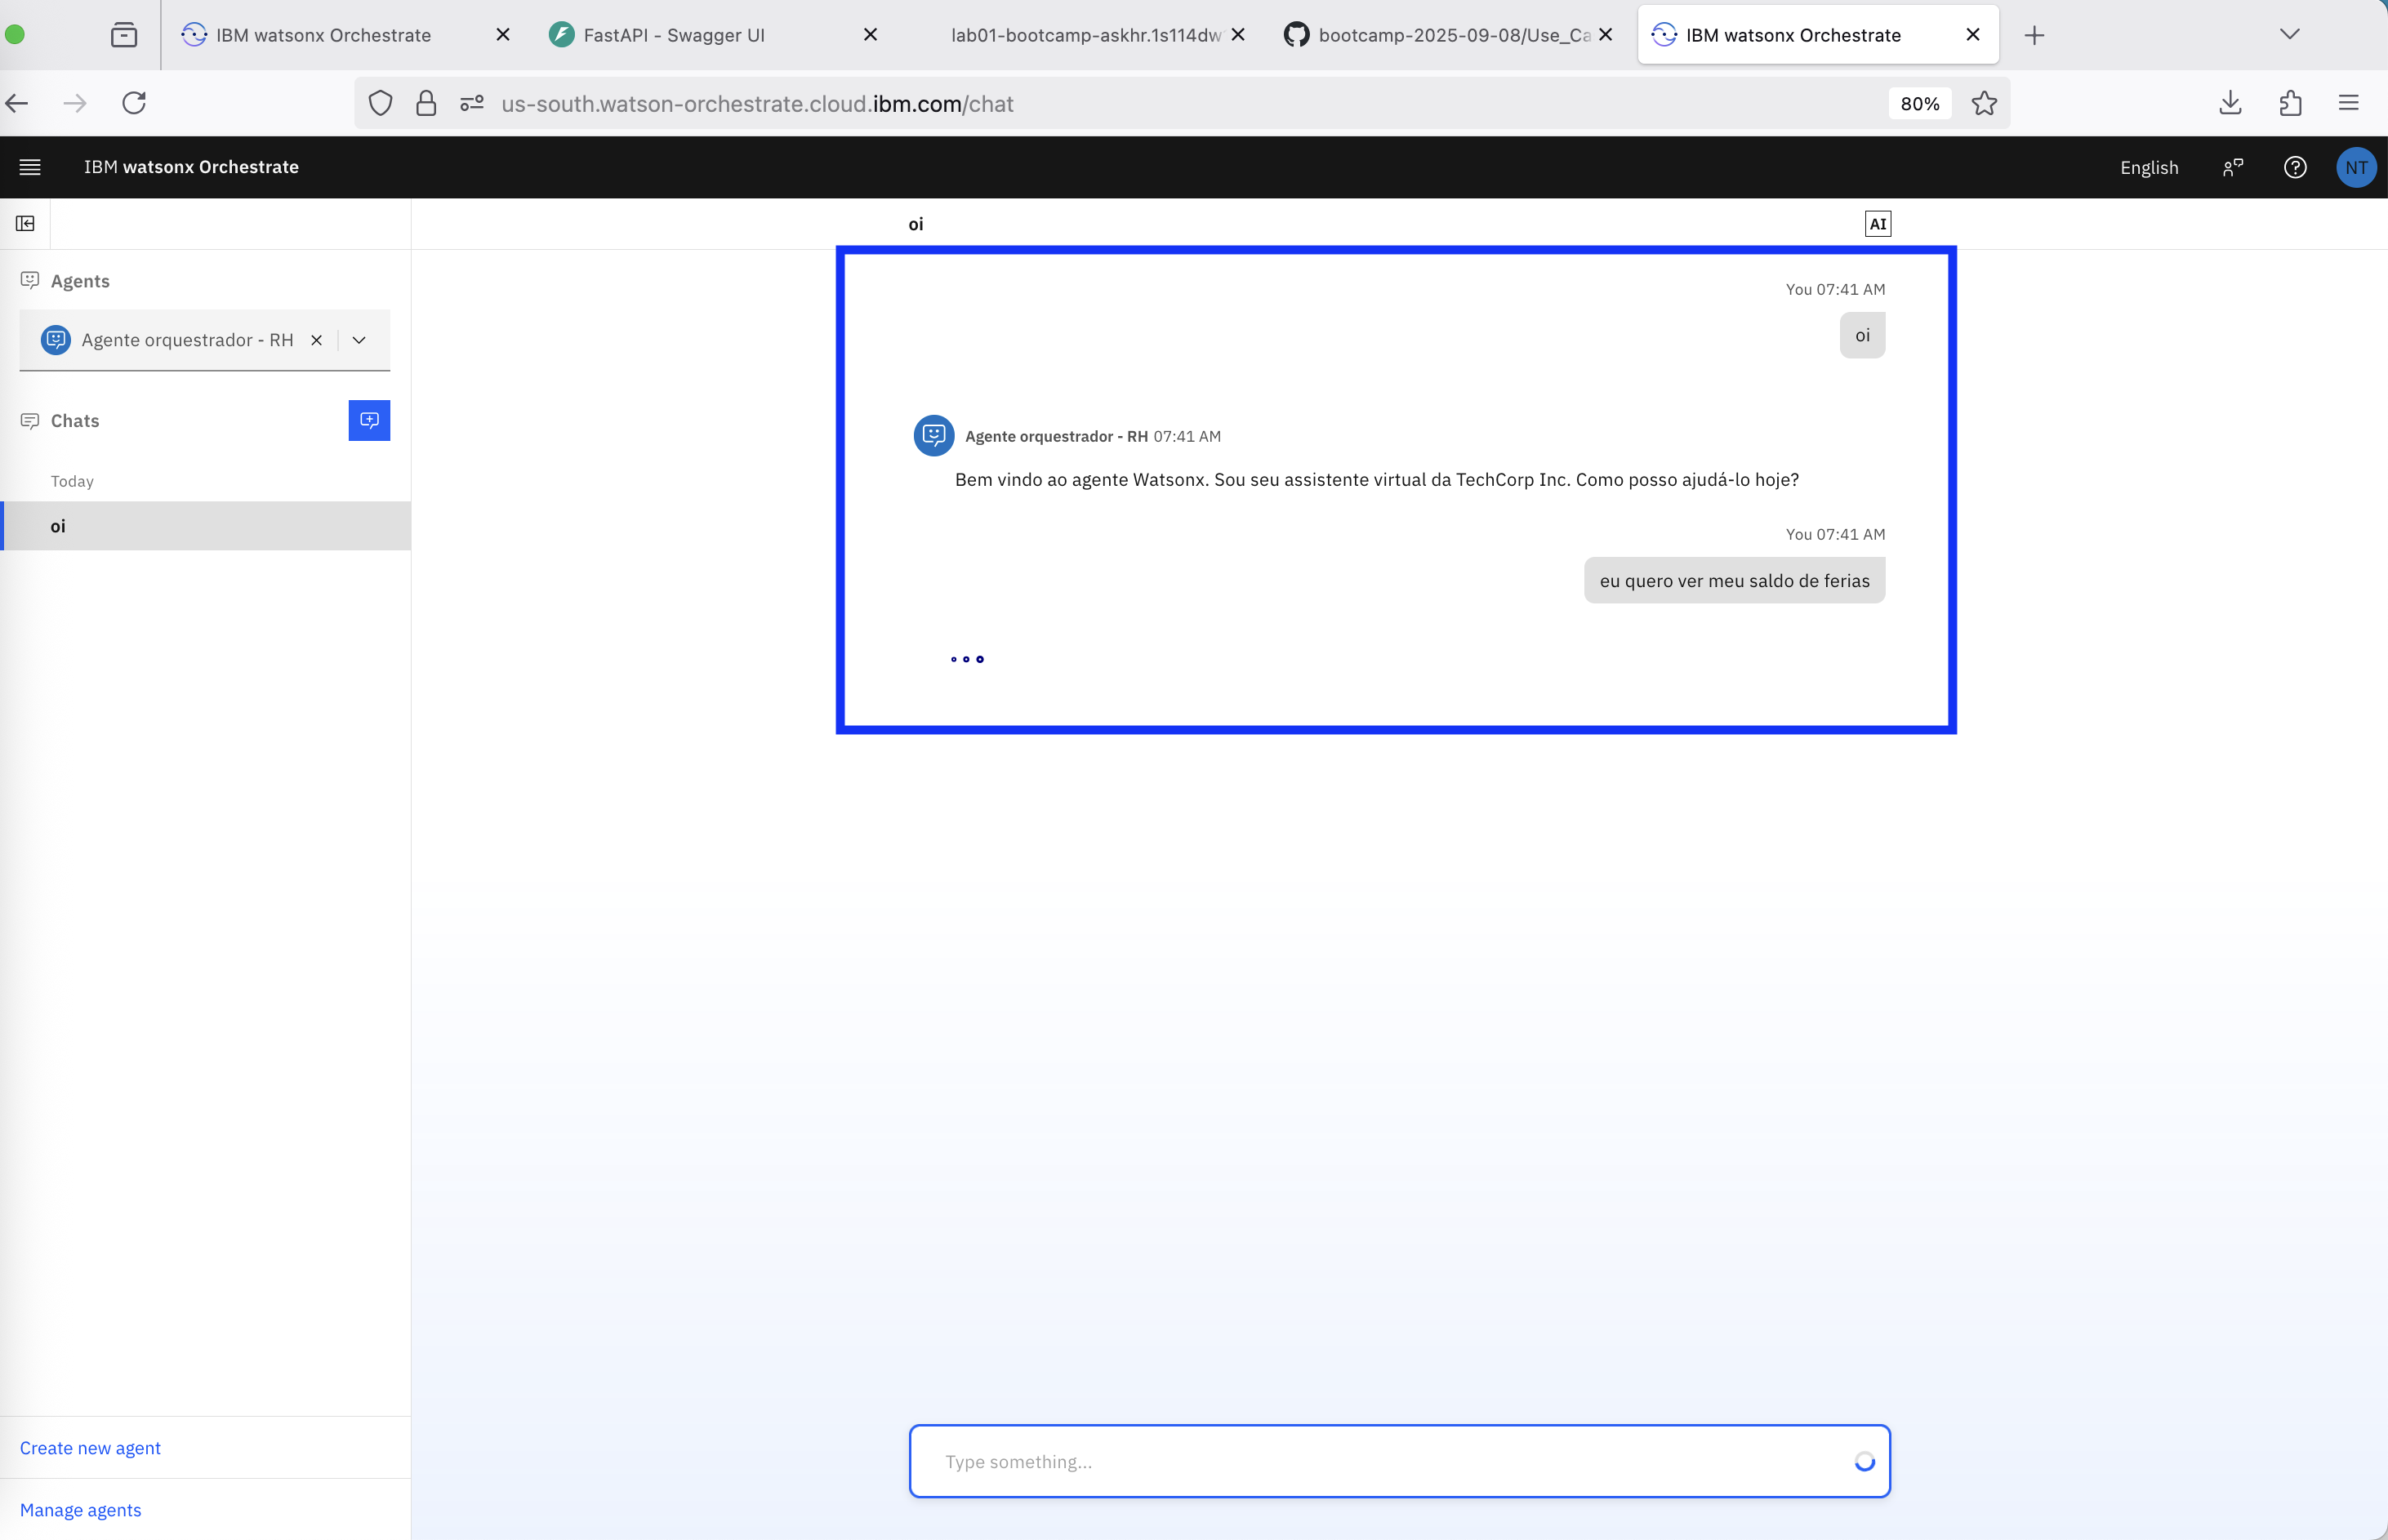 IBM watsonx Orchestrate
FastAPI - Swagger UI
lab01-bootcamp-askhr.1s114dw
bootcamp-2025-09-08/Use_Ca
IBM watsonx Orchestrate
us-south.watson-orchestrate.cloud.ibm.com/chat
80%
IBM watsonx Orchestrate
English
NT
oi
AI
Agents
Agente orquestrador - RH
Chats
Today
oi
You 07:41 AM
oi
Agente orquestrador - RH 07:41 AM
Bem vindo ao agente Watsonx. Sou seu assistente virtual da TechCorp Inc. Como posso ajudá-lo hoje?
You 07:41 AM
eu quero ver meu saldo de ferias
Type something...
Create new agent
Manage agents